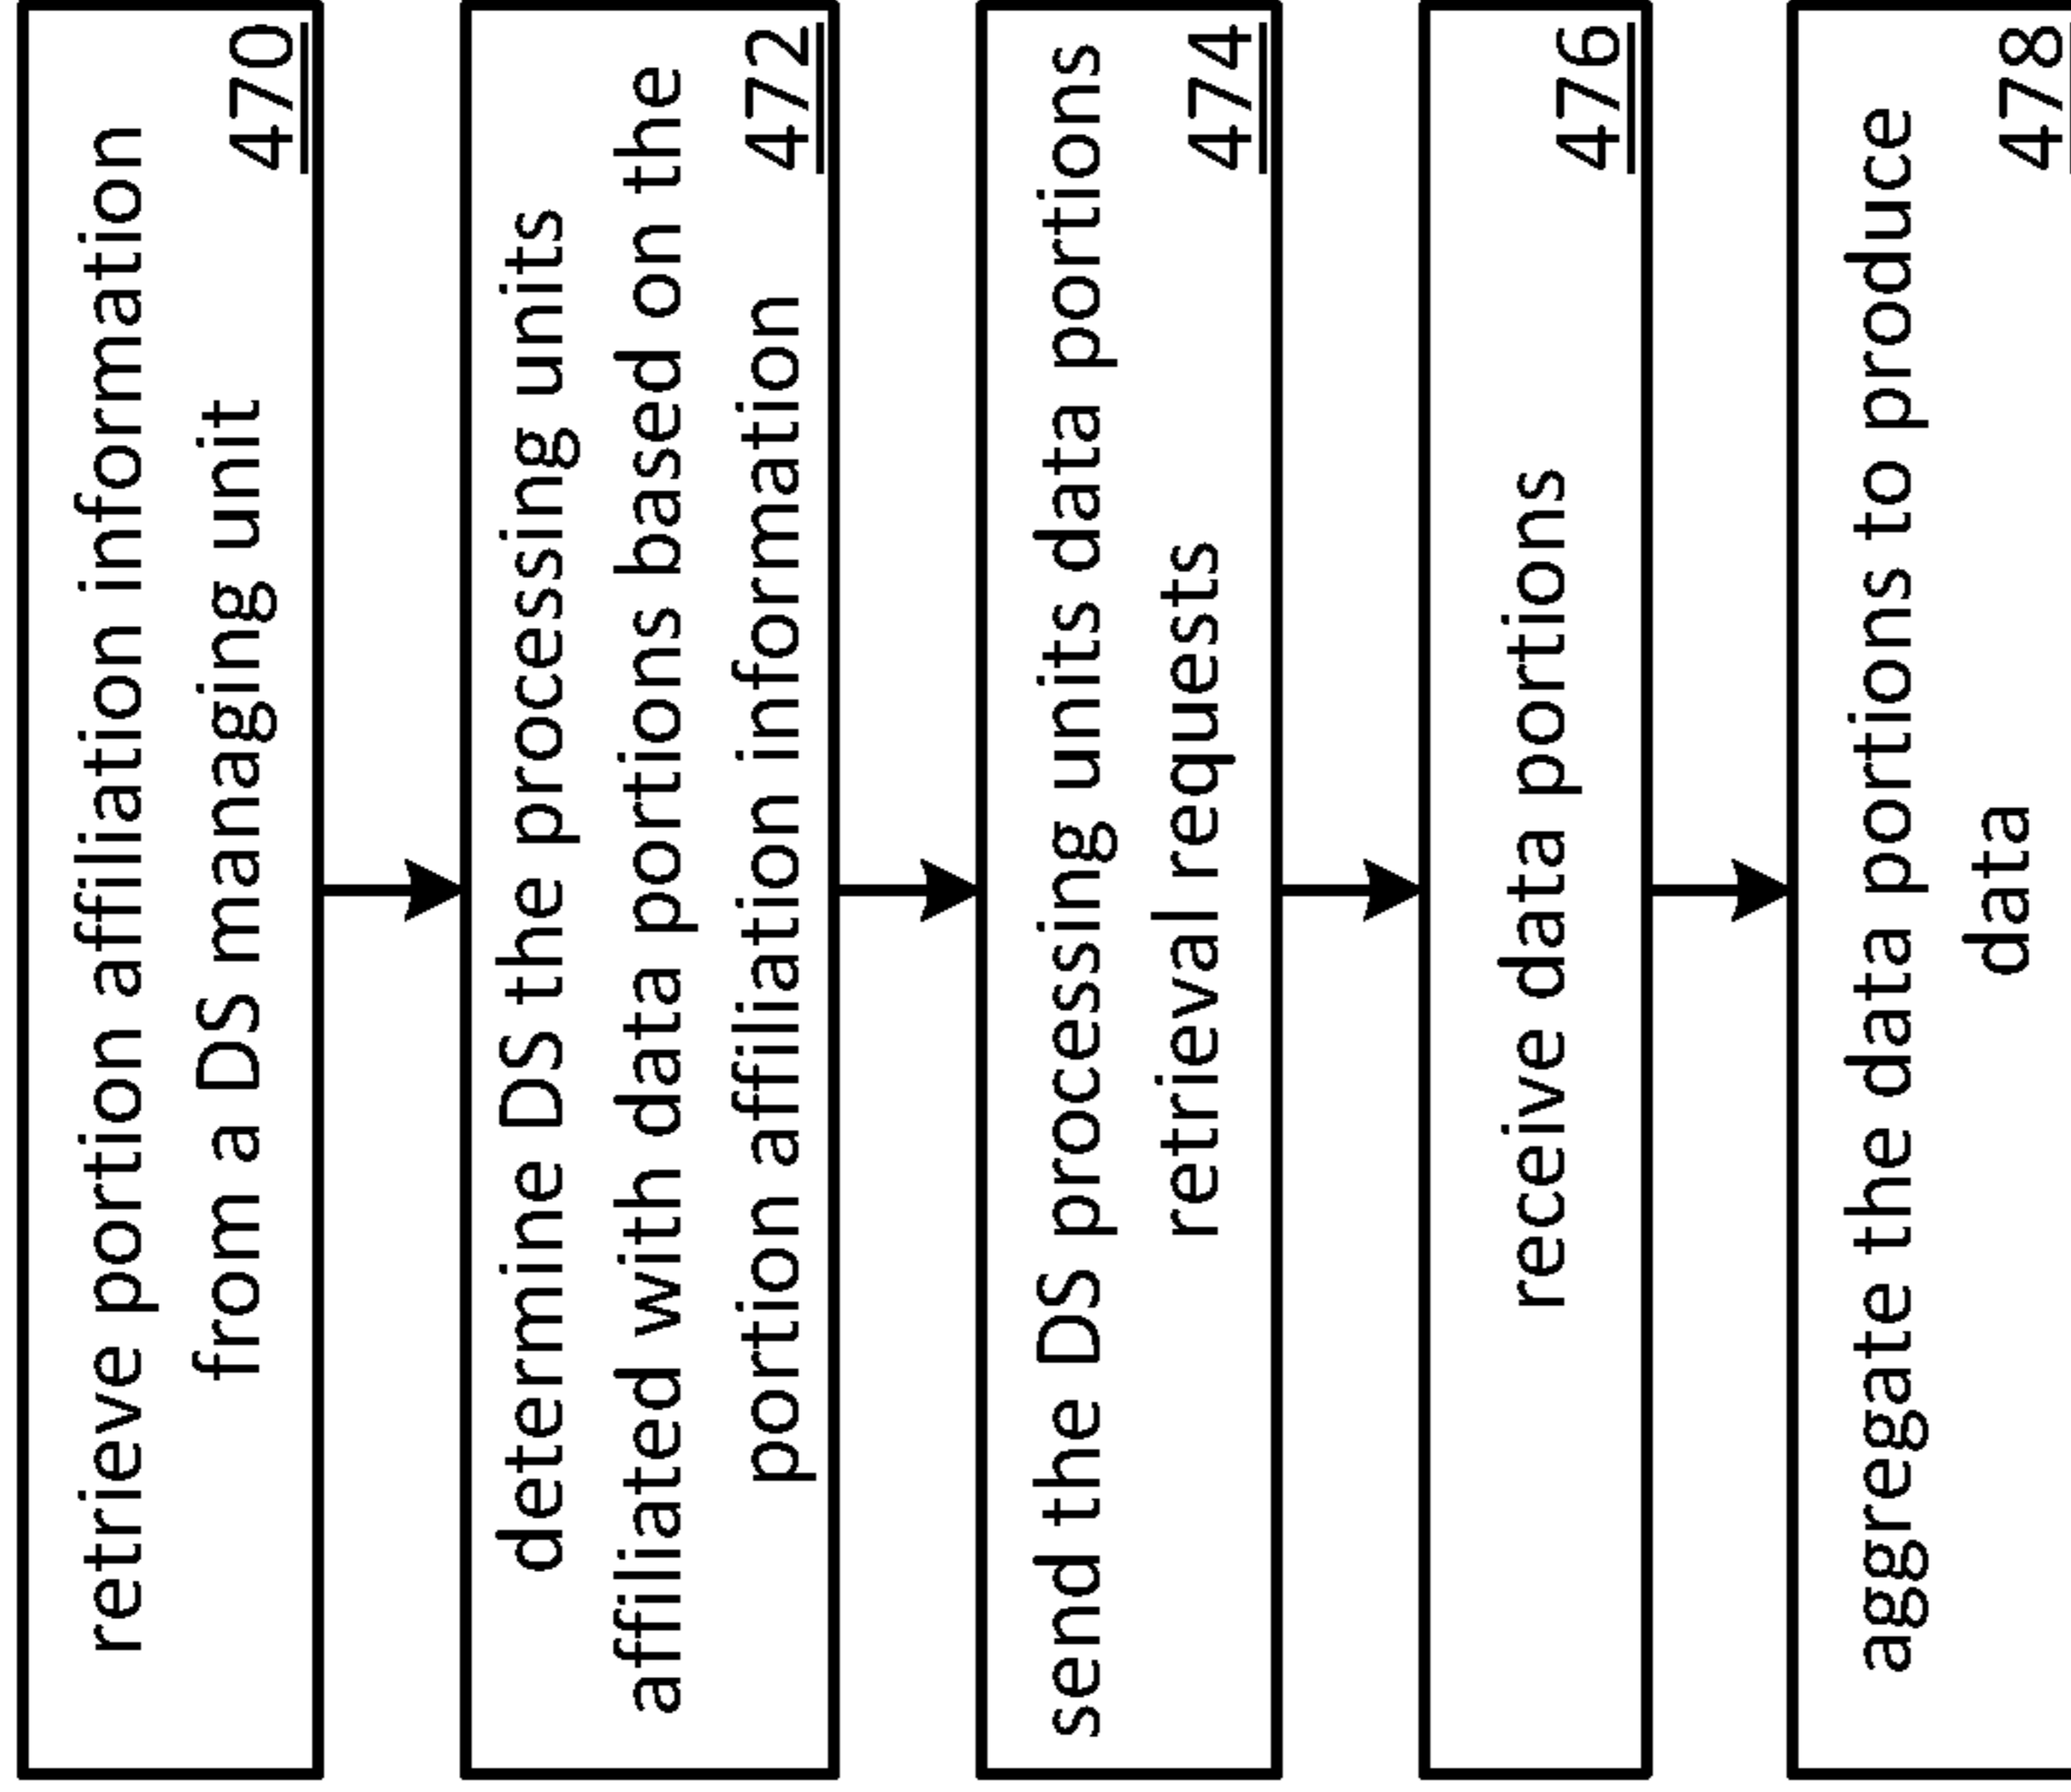 retrieve portion affiliation information
from a DS managing unit
470
determine DS the processing units
affiliated with data portions based on the
portion affiliation information
472
send the DS processing units data portions
retrieval requests
474
receive data portions
476
aggregate the data portions to produce
data
478